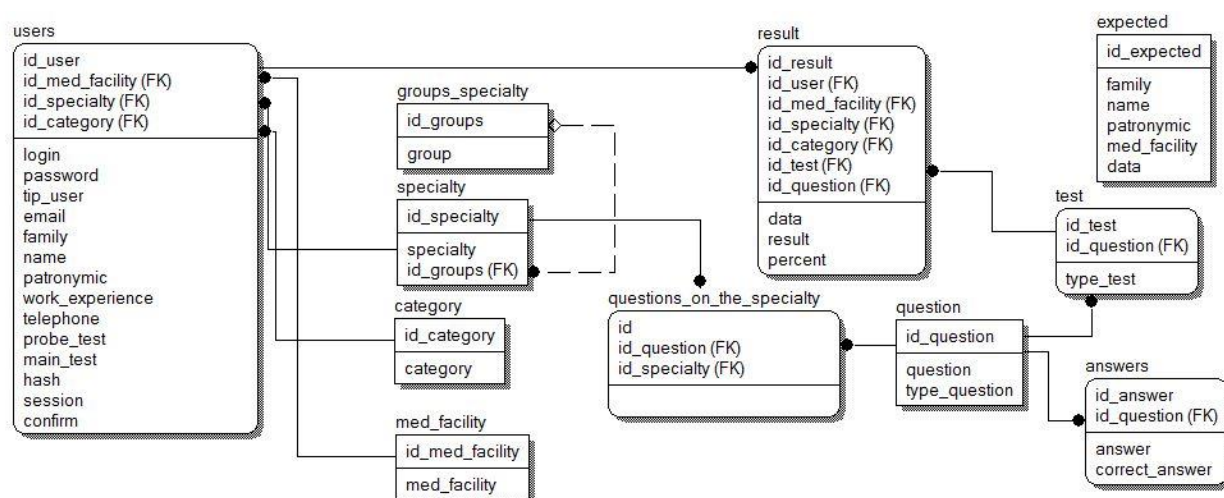 users
id_user
id_med_facility (FK)
id_specialty (FK)
id_category (FK)
login
password
tip_user
email
family
name
patronymic
work_experience
telephone
probe_test
main_test
hash
session
confirm
groups_specialty
id_groups
group
specialty
id_specialty
specialty
id_groups (FK)
category
id_category
category
med_facility
id_med_facility
med_facility
result
id_result
id_user (FK)
id_med_facility (FK)
id_specialty (FK)
id_category (FK)
id_test (FK)
id_question (FK)
data
result
percent
questions_on_the_specialty
id
id_question (FK)
id_specialty (FK)
question
id_question
question
type_question
expected
id_expected
family
name
patronymic
med_facility
data
test
id_test
id_question (FK)
type_test
answers
id_answer
id_question (FK)
answer
correct_answer